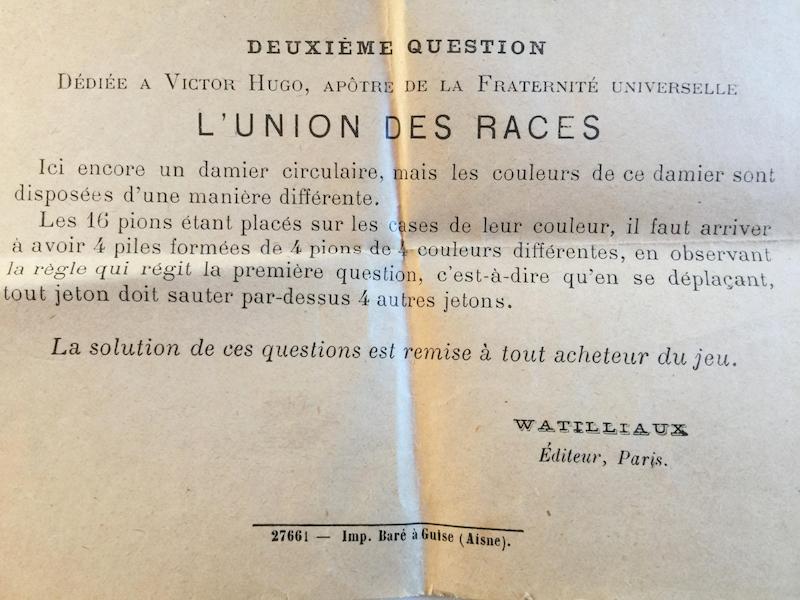 DEUXIÈME QUESTION
DÉDIÉE A VICTOR HUGO, APÔTRE DE LA FRATERNITÉ UNIVERSELLE
L'UNION DES RACES
Ici encore un damier circulaire, mais les couleurs de ce damier sont
disposées d'une manière différente.
Les 16 pions étant placés sur les cases de leur couleur, il faut arriver
à avoir 4 piles formées de 4 pions de 4 couleurs différentes, en observant
la règle qui régit la première question, c'est-à-dire qu'en se déplaçant,
tout jeton doit sauter par-dessus 4 autres jetons.
La solution de ces questions est remise à tout acheteur du jeu.
WATILLIAUX
Éditeur, Paris.
27661 — Imp. Baré à Guise (Aisne).